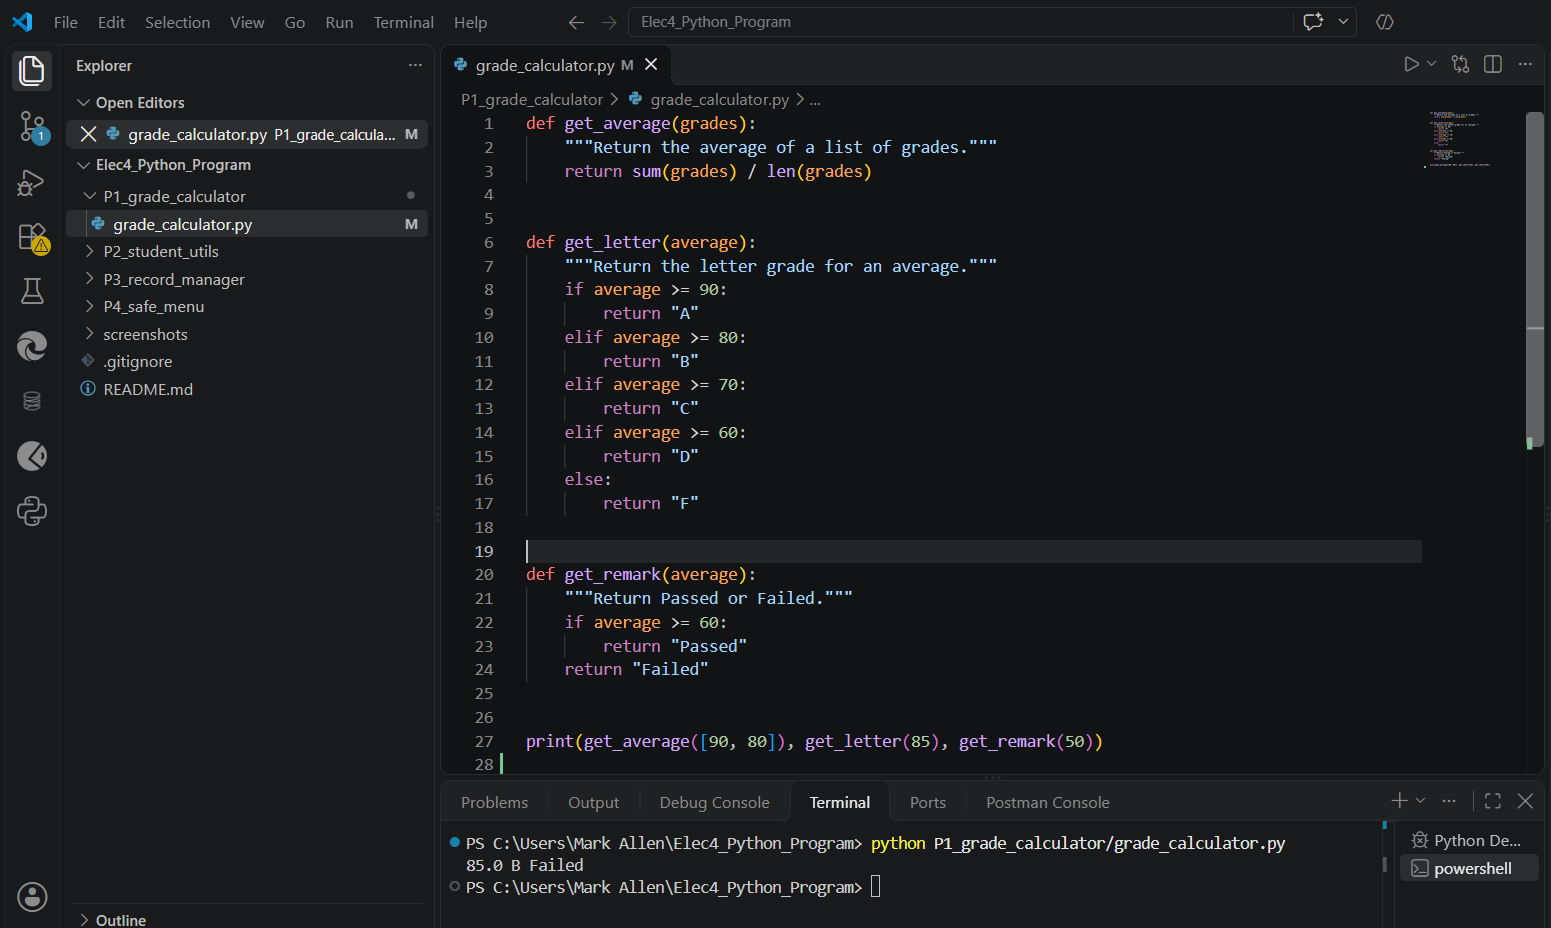 File Edit Selection View Go Run Terminal Help
Elec4_Python_Program
Explorer
Open Editors
grade_calculator.py P1_grade_calcula... M
Elec4_Python_Program
P1_grade_calculator
grade_calculator.py M
P2_student_utils
P3_record_manager
P4_safe_menu
screenshots
.gitignore
README.md
Outline
1
grade_calculator.py M
P1_grade_calculator > grade_calculator.py > ...
1 def get_average(grades):
2 """Return the average of a list of grades."""
3 return sum(grades) / len(grades)
4
5
6 def get_letter(average):
7 """Return the letter grade for an average."""
8 if average >= 90:
9 return "A"
10 elif average >= 80:
11 return "B"
12 elif average >= 70:
13 return "C"
14 elif average >= 60:
15 return "D"
16 else:
17 return "F"
18
19
20 def get_remark(average):
21 """Return Passed or Failed."""
22 if average >= 60:
23 return "Passed"
24 return "Failed"
25
26
27 print(get_average([90, 80]), get_letter(85), get_remark(50))
28
Problems Output Debug Console Terminal Ports Postman Console
PS C:\Users\Mark Allen\Elec4_Python_Program> python P1_grade_calculator/grade_calculator.py
85.0 B Failed
PS C:\Users\Mark Allen\Elec4_Python_Program>
Python De...
powershell